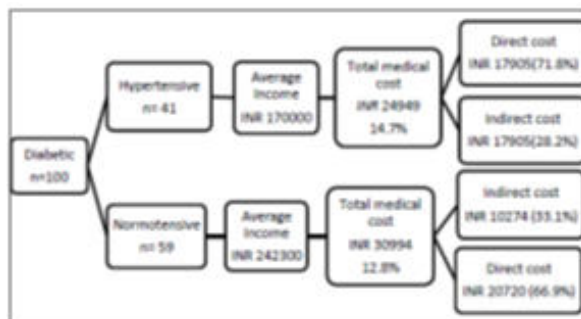 Diabetic
n=100
Hypertensive
n= 41
Average
Income
INR 170000
Total medical
cost
INR 24949
14.7%
Direct cost
INR 17905(71.8%)
Indirect cost
INR 17905(28.2%)
Normotensive
n= 59
Average
Income
INR 242300
Total medical
cost
INR 30994
12.8%
Indirect cost
INR 10274 (33.1%)
Direct cost
INR 20720 (66.9%)